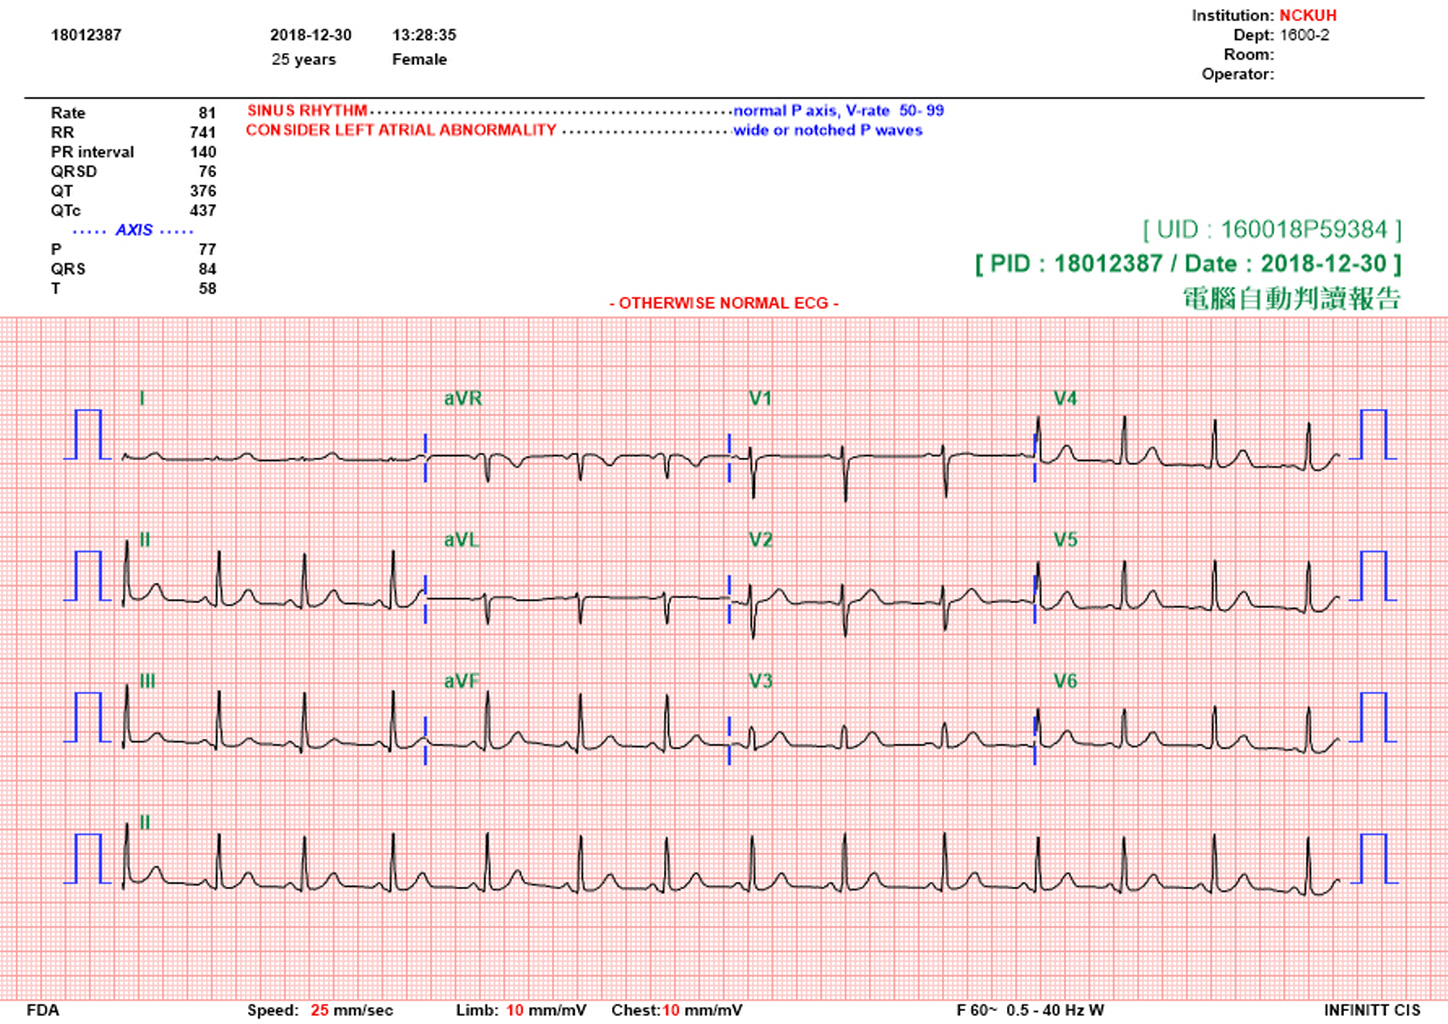 Institution: NCKUH
18012387 2018-12-30 13:28:35 Dept: 1600-2
25 years Female Room:
Operator:
Rate 81 SINUS RHYTHM normal P axis, V-rate 50- 99
RR 741 CONSIDER LEFT ATRIAL ABNORMALITY wide or notched P waves
PR interval 140
QRSD 76
QT 376
QTc 437
..... AXIS .....
P 77
QRS 84
T 58
[ UID : 160018P59384 ]
[ PID : 18012387 / Date : 2018-12-30 ]
電腦自動判讀報告
- OTHERWISE NORMAL ECG -
I aVR V1 V4
II aVL V2 V5
III aVF V3 V6
II
FDA Speed: 25 mm/sec Limb: 10 mm/mV Chest:10 mm/mV F 60~ 0.5 - 40 Hz W INFINITT CIS